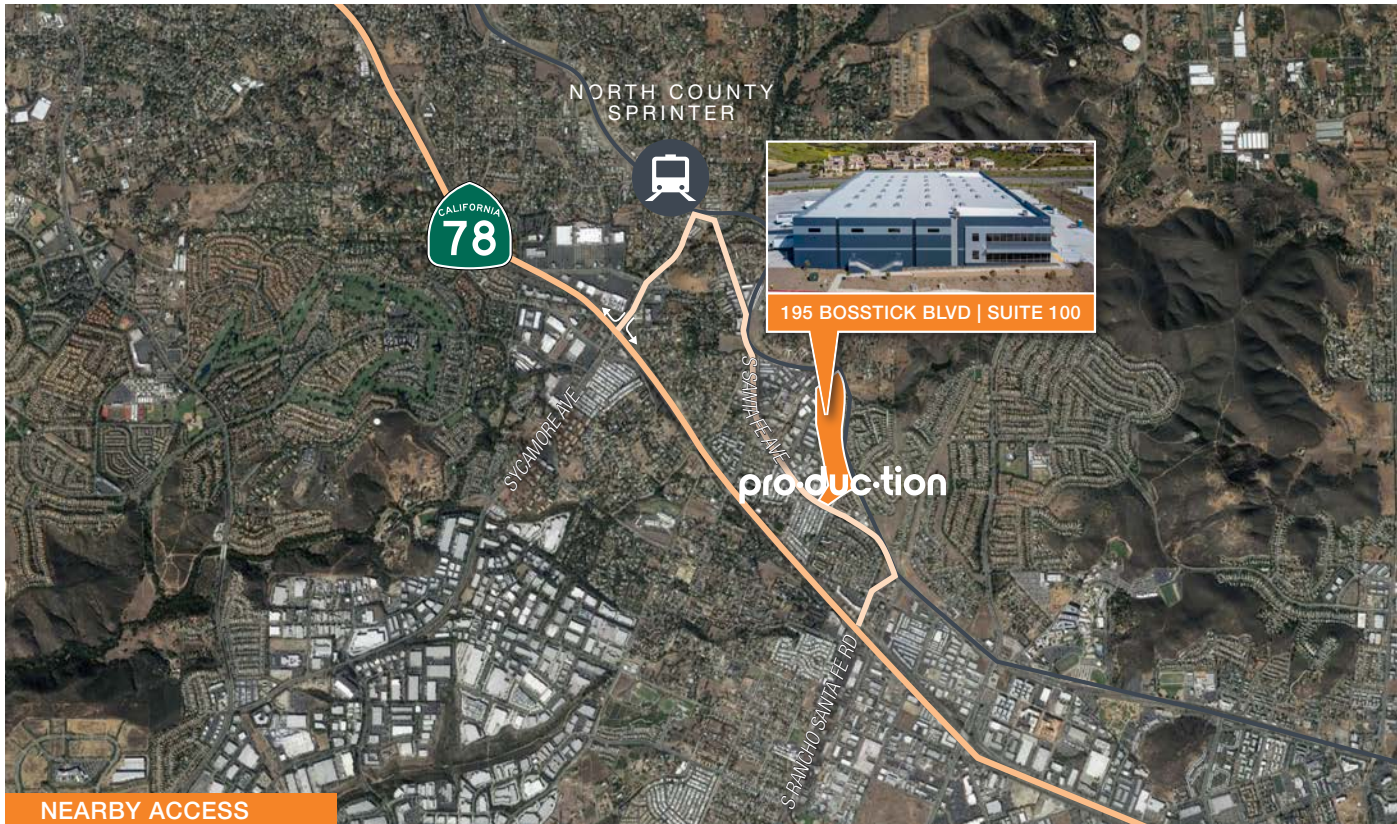 NORTH COUNTY
SPRINTER
CALIFORNIA
78
195 BOSSTICK BLVD | SUITE 100
S SANTA FE AVE
SYCAMORE AVE
pro·duc·tion
S RANCHO SANTA FE RD
NEARBY ACCESS